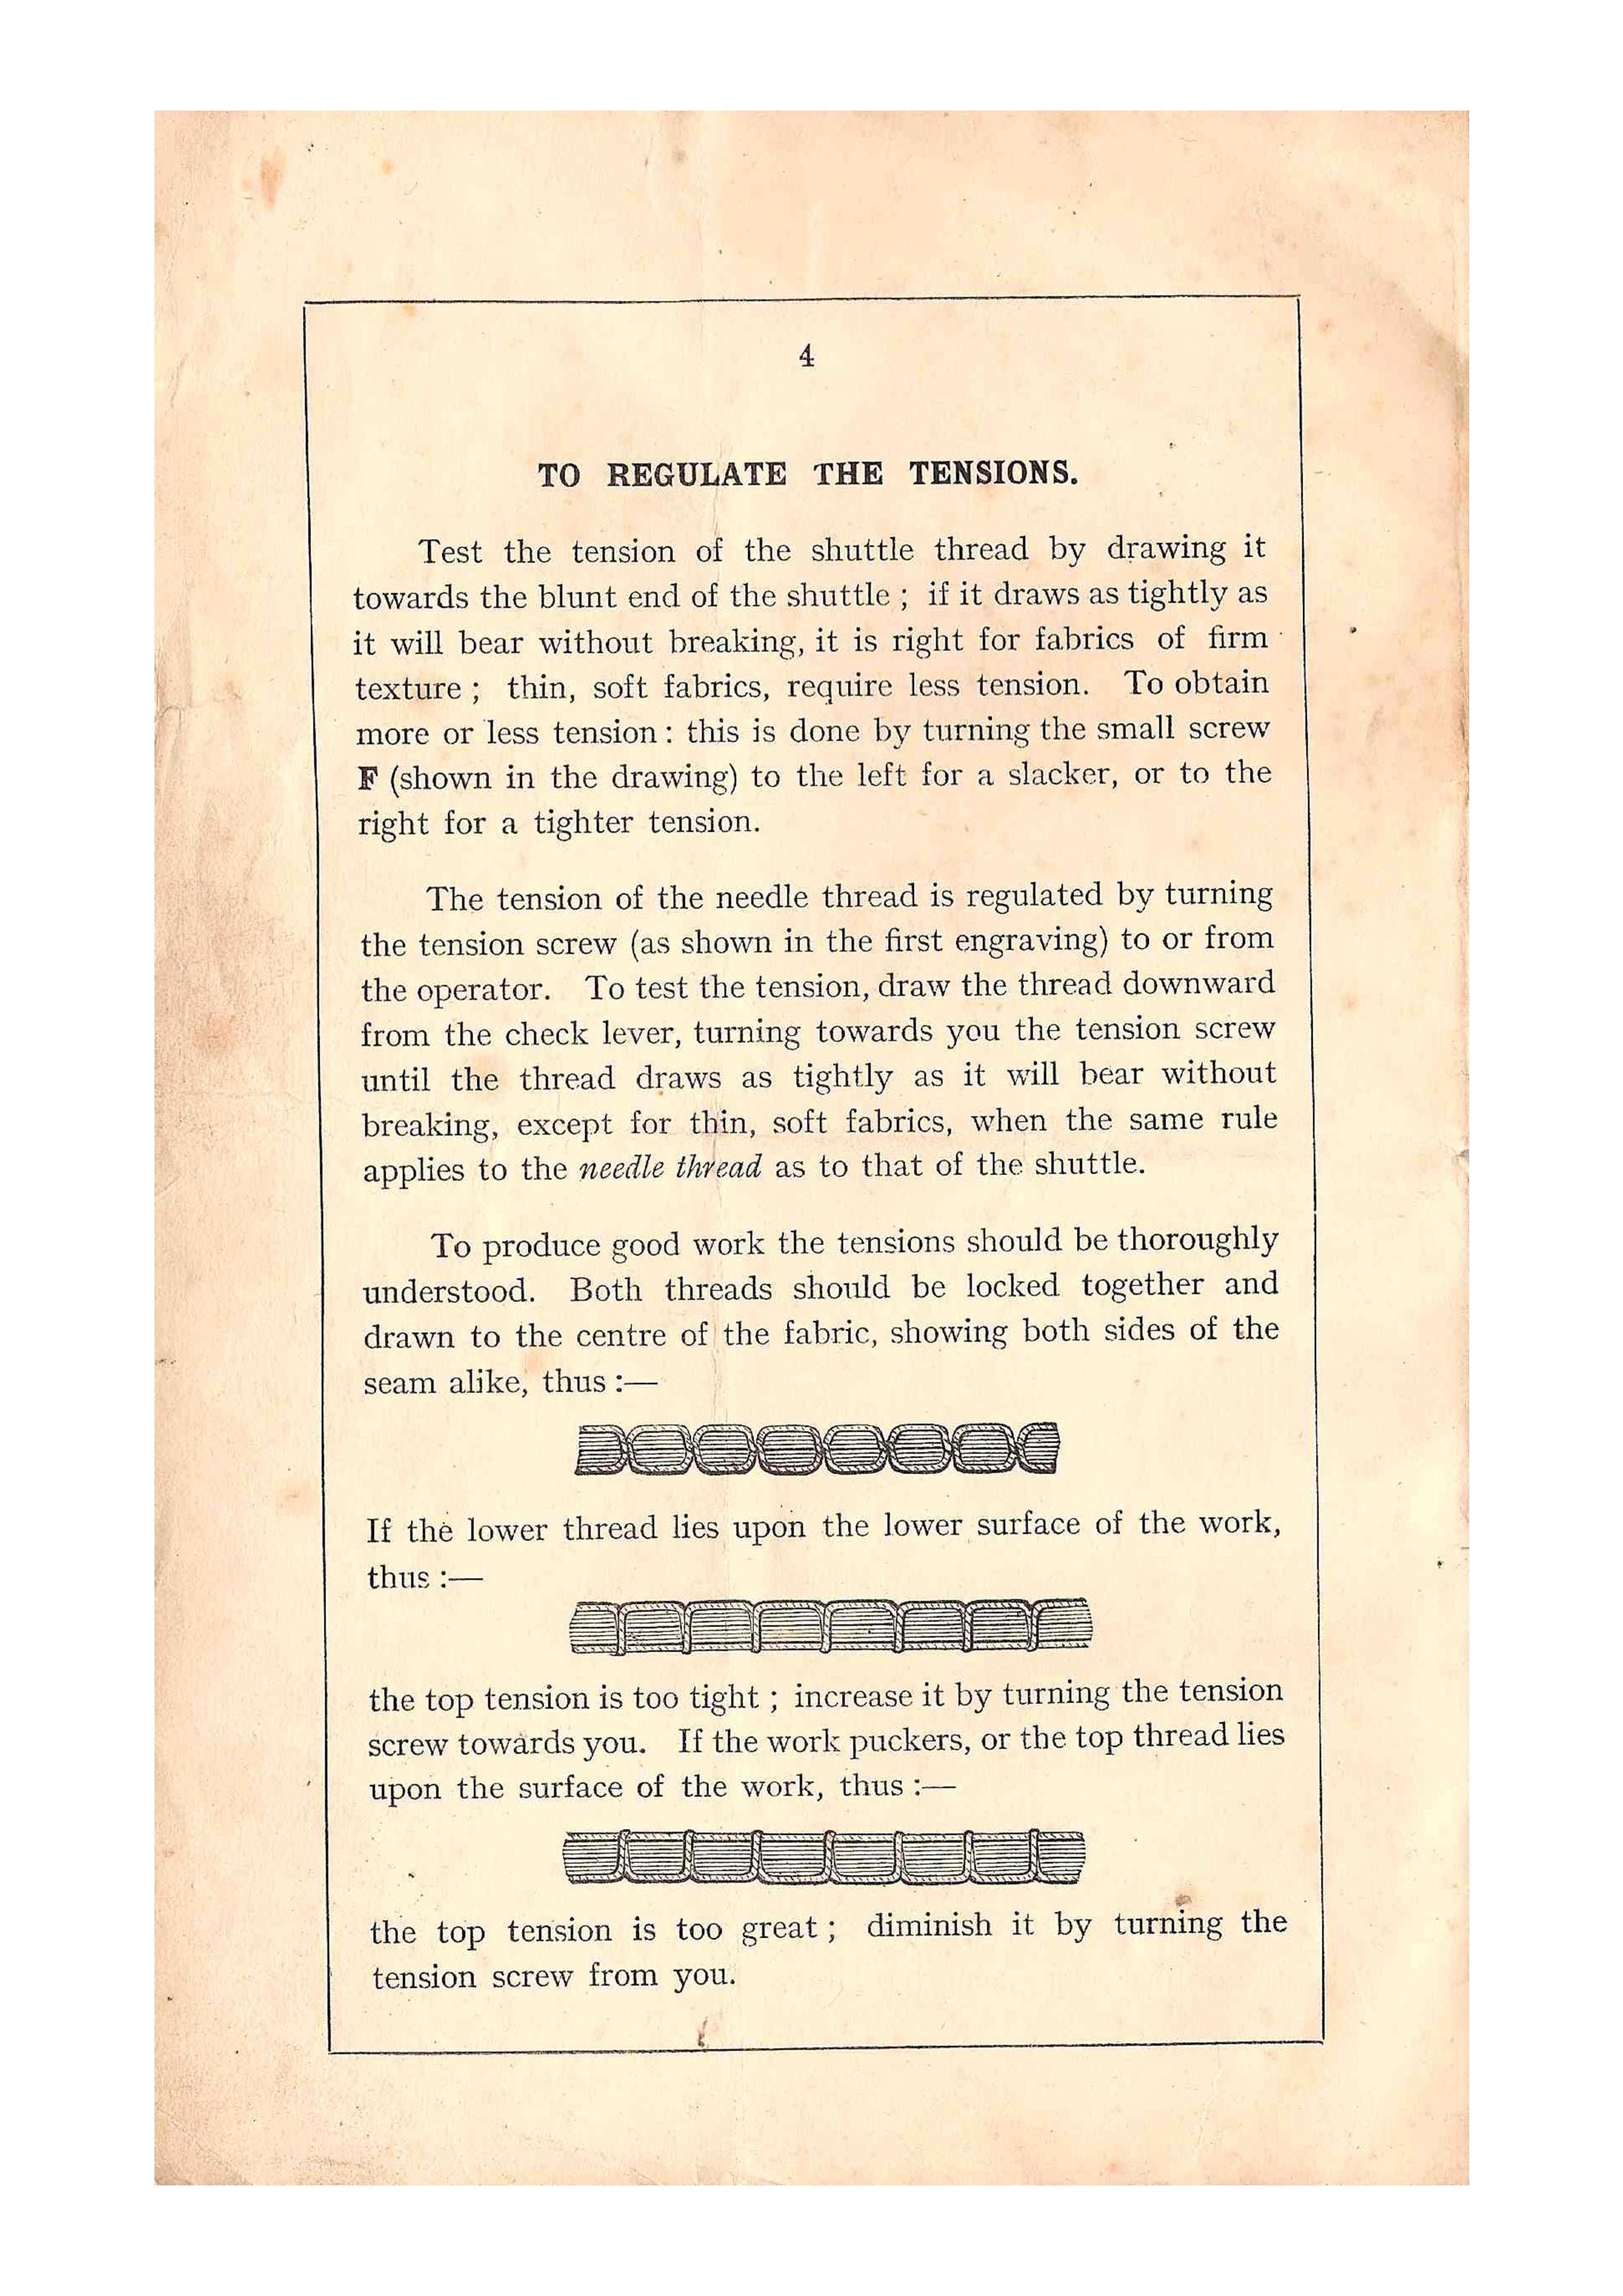 4
TO REGULATE THE TENSIONS.
Test the tension of the shuttle thread by drawing it
towards the blunt end of the shuttle ; if it draws as tightly as
it will bear without breaking, it is right for fabrics of firm
texture ; thin, soft fabrics, require less tension. To obtain
more or less tension : this is done by turning the small screw
F (shown in the drawing) to the left for a slacker, or to the
right for a tighter tension.
The tension of the needle thread is regulated by turning
the tension screw (as shown in the first engraving) to or from
the operator. To test the tension, draw the thread downward
from the check lever, turning towards you the tension screw
until the thread draws as tightly as it will bear without
breaking, except for thin, soft fabrics, when the same rule
applies to the needle thread as to that of the shuttle.
To produce good work the tensions should be thoroughly
understood. Both threads should be locked together and
drawn to the centre of the fabric, showing both sides of the
seam alike, thus :—
If the lower thread lies upon the lower surface of the work,
thus :—
the top tension is too tight ; increase it by turning the tension
screw towards you. If the work puckers, or the top thread lies
upon the surface of the work, thus :—
the top tension is too great ; diminish it by turning the
tension screw from you.